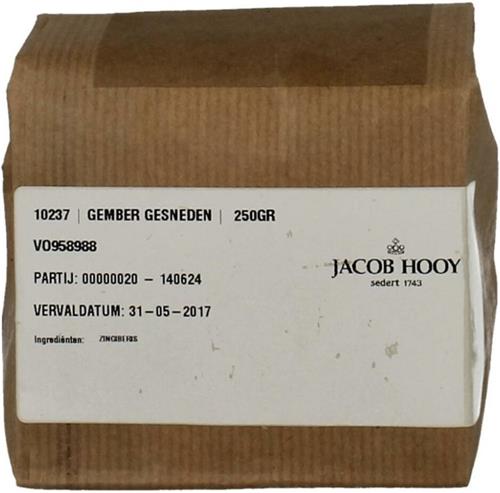 10237 | GEMBER GESNEDEN | 250GR
VO958988
PARTIJ: 00000020 – 140624
VERVALDATUM: 31-05-2017
Ingrediënten: ZINGIBERIS
JACOB HOOY
sedert 1743